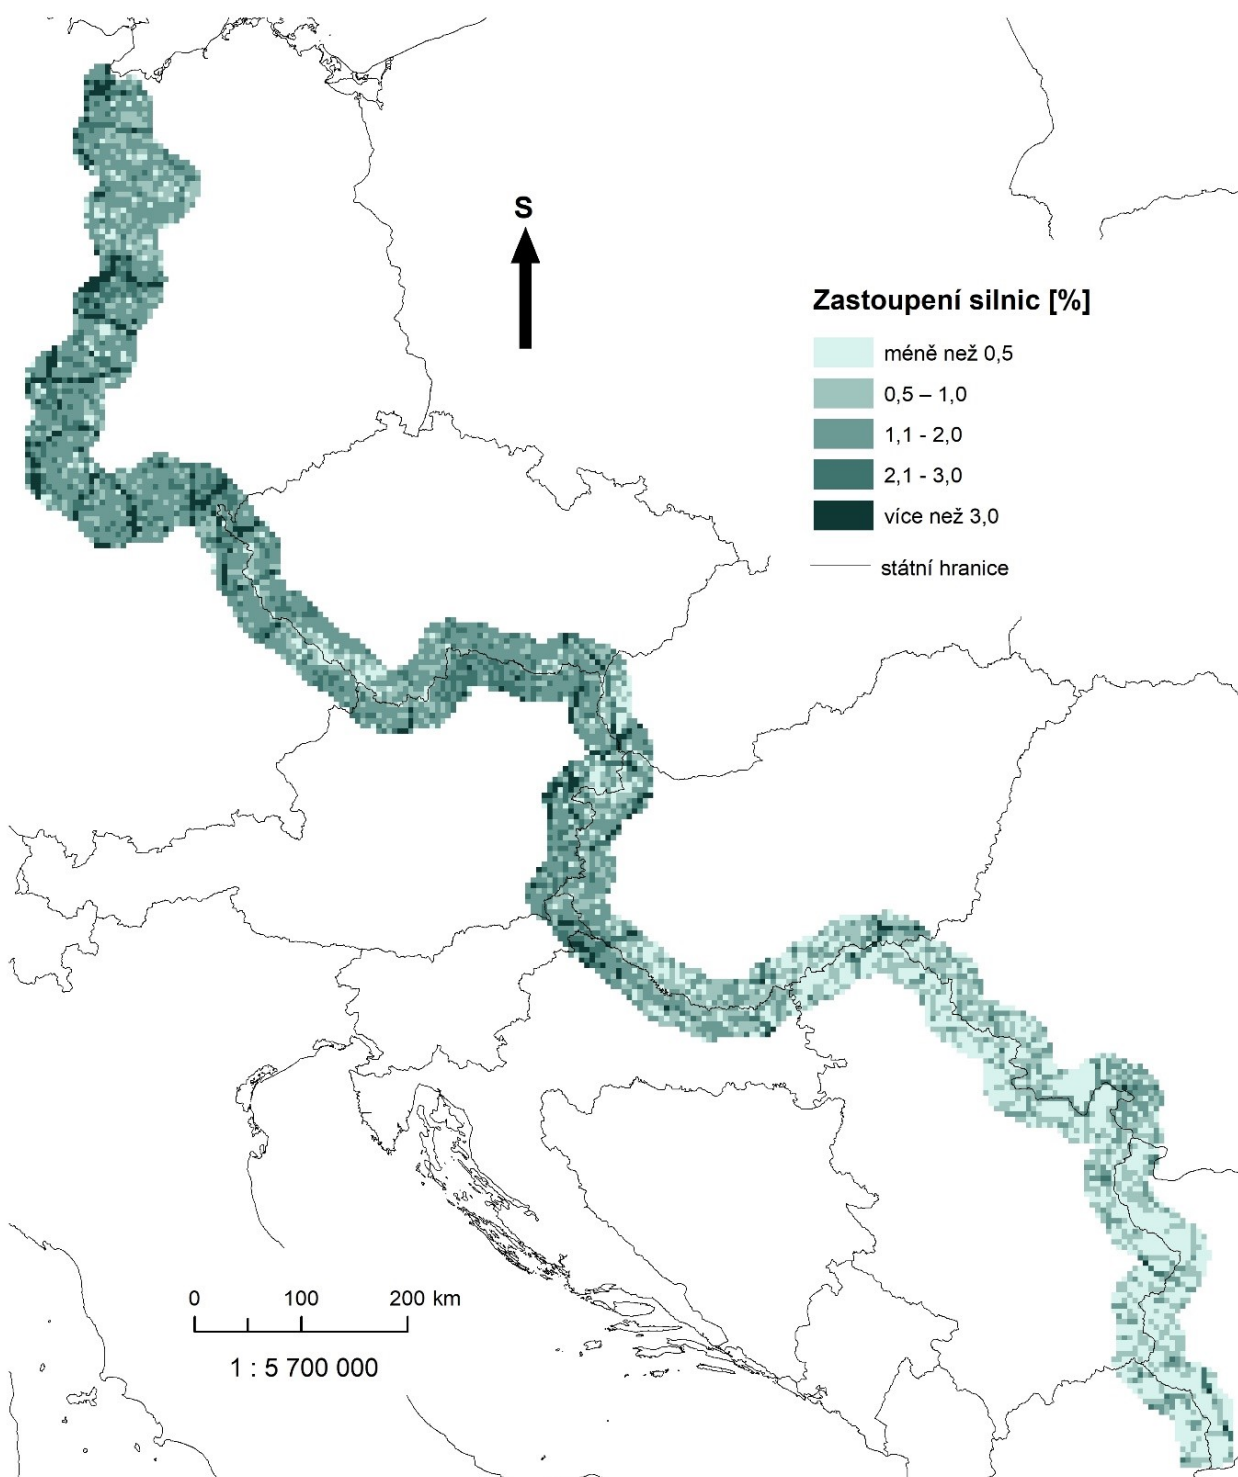 S
Zastoupení silnic [%]
méně než 0,5
0,5 – 1,0
1,1 - 2,0
2,1 - 3,0
více než 3,0
státní hranice
0 100 200 km
1 : 5 700 000